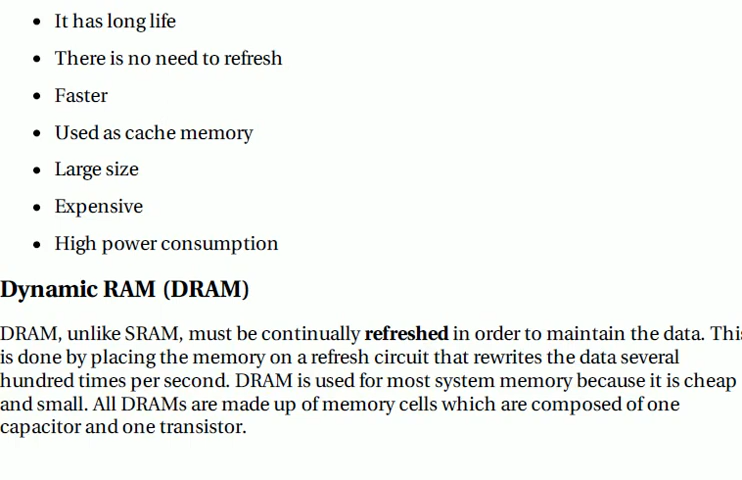 • It has long life
• There is no need to refresh
• Faster
• Used as cache memory
• Large size
• Expensive
• High power consumption
Dynamic RAM (DRAM)
DRAM, unlike SRAM, must be continually refreshed in order to maintain the data. This
is done by placing the memory on a refresh circuit that rewrites the data several
hundred times per second. DRAM is used for most system memory because it is cheap
and small. All DRAMs are made up of memory cells which are composed of one
capacitor and one transistor.